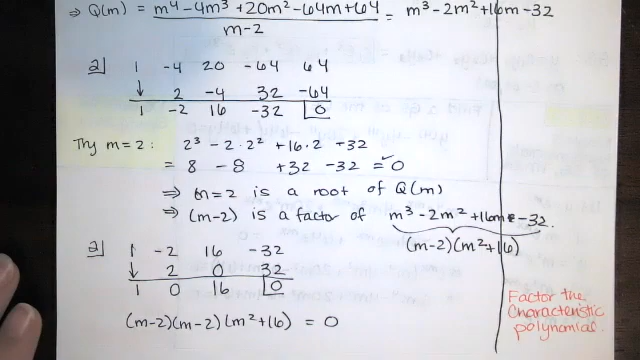 ⇒ Q(m) = m⁴ - 4m³ + 20m² - 64m + 64 / m-2 = m³ - 2m² + 16m - 32
2| 1 -4 20 -64 64
↓ 2 -4 32 -64
1 -2 16 -32 0
Try m = 2: 2³ - 2·2² + 16·2 - 32
= 8 - 8 + 32 - 32 = 0 ✓
⇒ m=2 is a root of Q(m)
⇒ (m-2) is a factor of m³ - 2m² + 16m - 32.
(m-2)(m²+16)
2| 1 -2 16 -32
↓ 2 0 32
1 0 16 0
(m-2)(m-2)(m²+16) = 0
Factor the
Characteristic
polynomial.